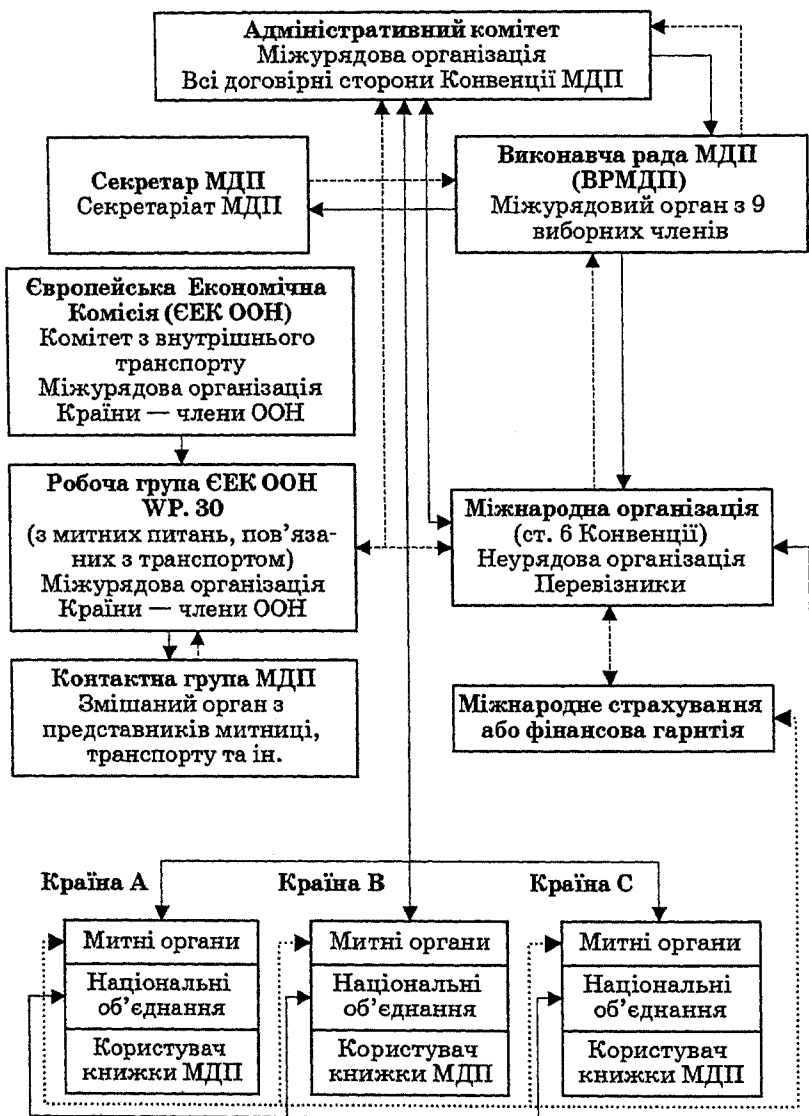 Адміністративний комітет
Міжурядова організація
Всі договірні сторони Конвенції МДП
Секретар МДП
Секретаріат МДП
Виконавча рада МДП
(ВРМДП)
Міжурядовий орган з 9
виборних членів
Європейська Економічна
Комісія (ЄЕК ООН)
Комітет з внутрішнього
транспорту
Міжурядова організація
Країни — члени ООН
Робоча група ЄЕК ООН
WP. 30
(з митних питань, пов’яза-
них з транспортом)
Міжурядова організація
Країни — члени ООН
Міжнародна організація
(ст. 6 Конвенції)
Неурядова організація
Перевізники
Контактна група МДП
Змішаний орган з
представників митниці,
транспорту та ін.
Міжнародне страхування
або фінансова гарнтія
Країна А
Країна В
Країна С
Митні органи
Національні
об’єднання
Користувач
книжки МДП
Митні органи
Національні
об’єднання
Користувач
книжки МДП
Митні органи
Національні
об’єднання
Користувач
книжки МДП